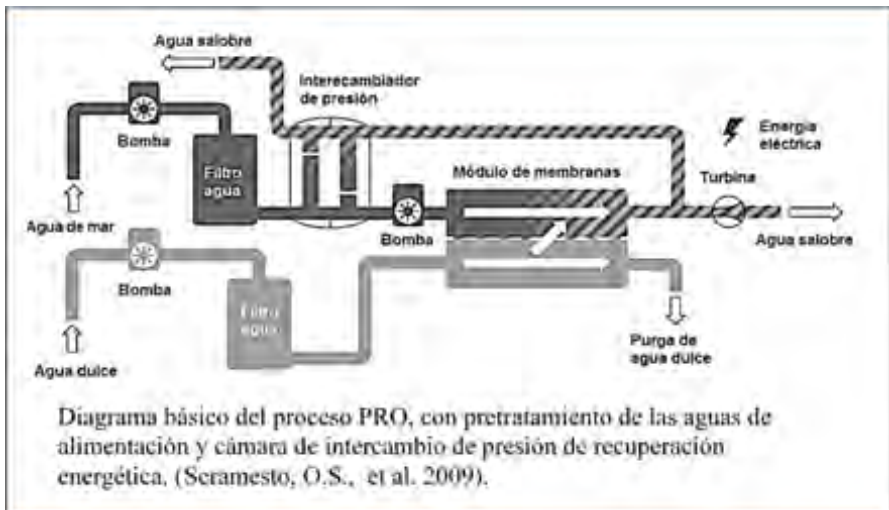 Agua salobre
Interecambiador
de presión
Bomba
Filtro
agua
Agua de mar
Bomba
Módulo de membranas
Energía
eléctrica
Turbina
Agua salobre
Bomba
Filtro
agua
Agua dulce
Purga de
agua dulce
Diagrama básico del proceso PRO, con pretratamiento de las aguas de
alimentación y cámara de intercambio de presión de recuperación
energética. (Scramesto, O.S., et al. 2009).